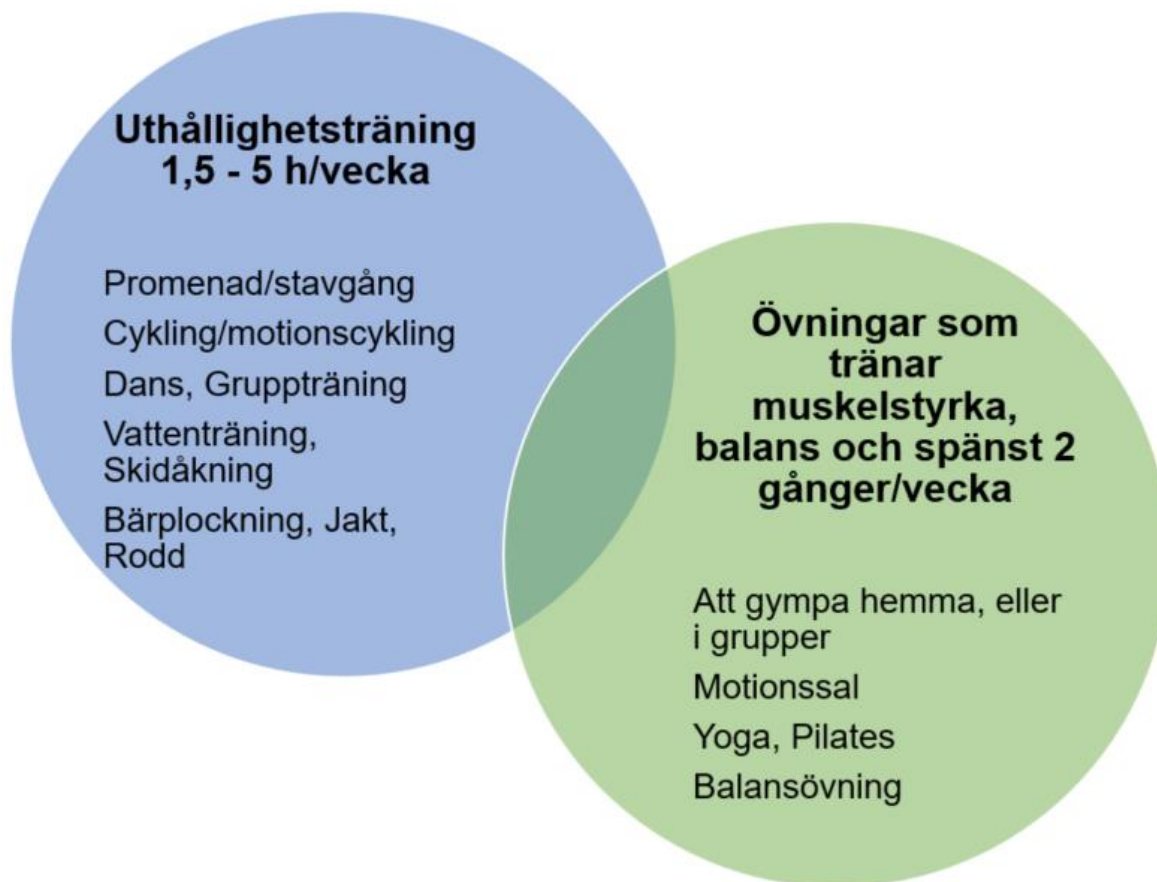 Uthållighetsträning
1,5 - 5 h/vecka
Promenad/stavgång
Cykling/motionscykling
Dans, Gruppträning
Vattenträning,
Skidåkning
Bärplockning, Jakt,
Rodd
Övningar som
tränar
muskelstyrka,
balans och spänst 2
gånger/vecka
Att gympa hemma, eller
i grupper
Motionssal
Yoga, Pilates
Balansövning